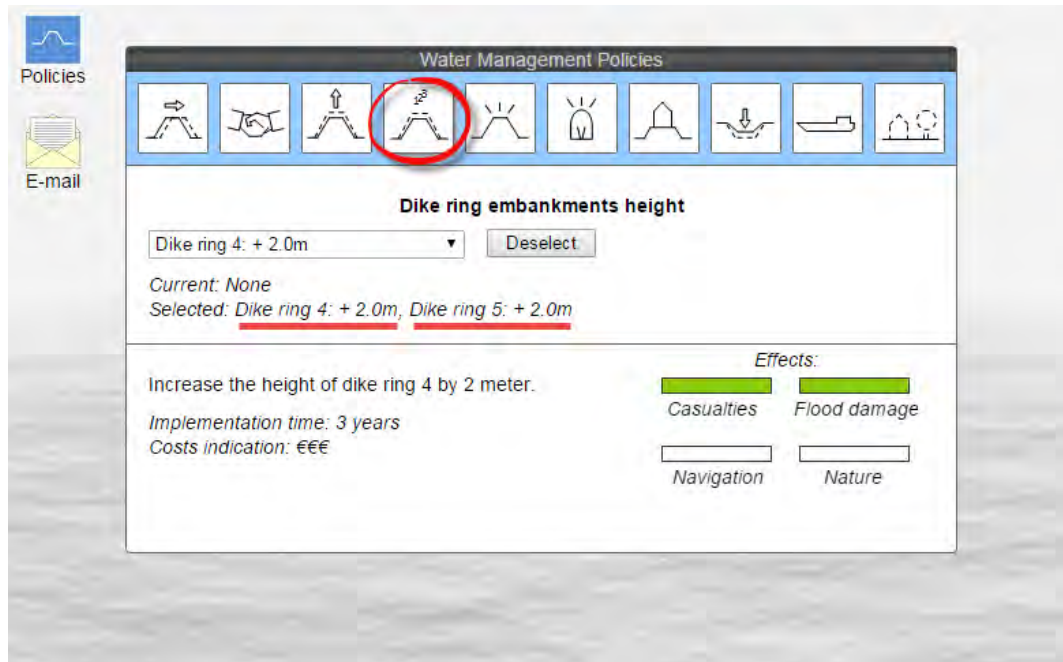 Policies
E-mail
Water Management Policies
123
Dike ring embankments height
Dike ring 4: + 2.0m
Deselect
Current: None
Selected: Dike ring 4: + 2.0m, Dike ring 5: + 2.0m
Increase the height of dike ring 4 by 2 meter.
Implementation time: 3 years
Costs indication: €€€
Effects:
Casualties Flood damage
Navigation Nature